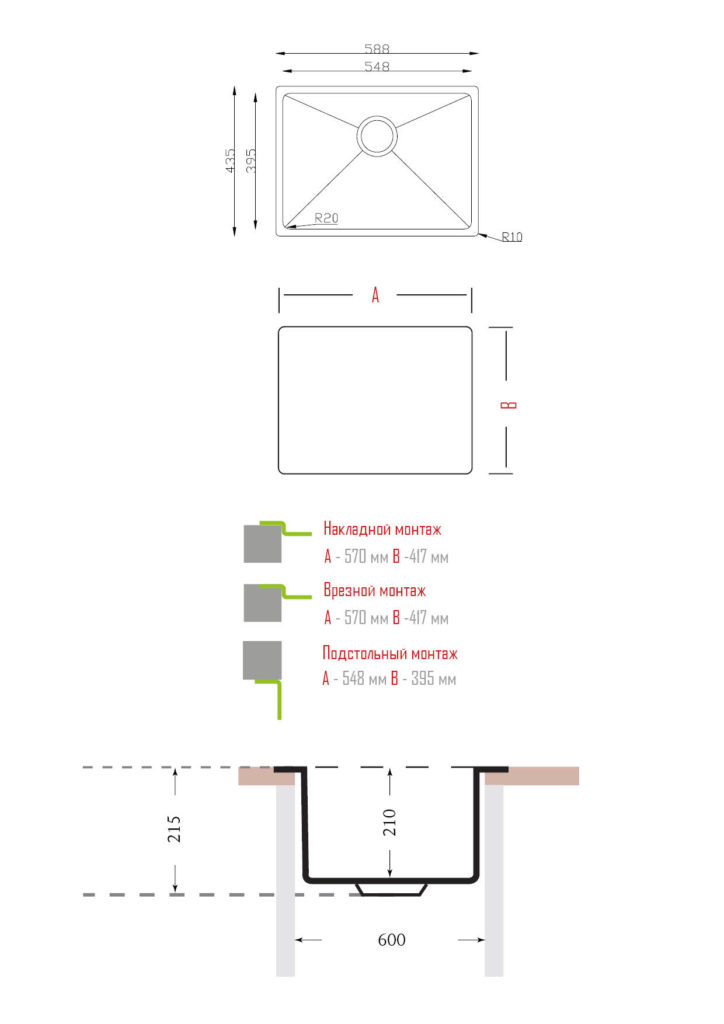 588
548
435
395
R20
R10
A
B
Накладной монтаж
A - 570 мм B -417 мм
Врезной монтаж
A - 570 мм B -417 мм
Подстольный монтаж
A - 548 мм B - 395 мм
215
210
600